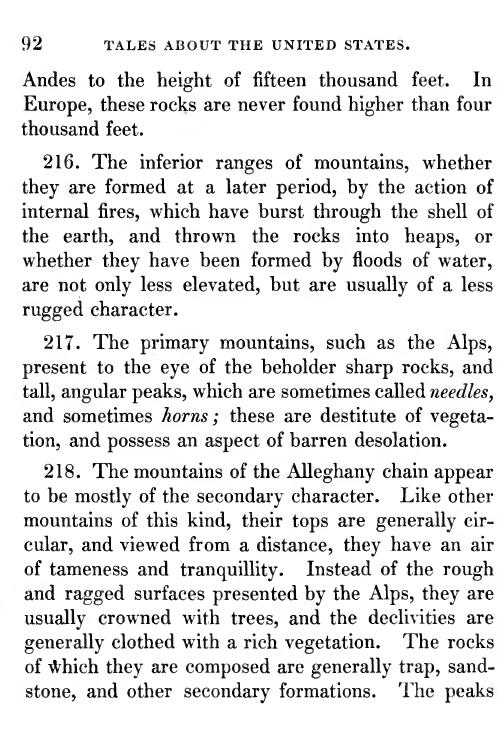 92 TALES ABOUT THE UNITED STATES.
Andes to the height of fifteen thousand feet. In
Europe, these rocks are never found higher than four
thousand feet.
216. The inferior ranges of mountains, whether
they are formed at a later period, by the action of
internal fires, which have burst through the shell of
the earth, and thrown the rocks into heaps, or
whether they have been formed by floods of water,
are not only less elevated, but are usually of a less
rugged character.
217. The primary mountains, such as the Alps,
present to the eye of the beholder sharp rocks, and
tall, angular peaks, which are sometimes called needles,
and sometimes horns; these are destitute of vegeta-
tion, and possess an aspect of barren desolation.
218. The mountains of the Alleghany chain appear
to be mostly of the secondary character. Like other
mountains of this kind, their tops are generally cir-
cular, and viewed from a distance, they have an air
of tameness and tranquillity. Instead of the rough
and ragged surfaces presented by the Alps, they are
usually crowned with trees, and the declivities are
generally clothed with a rich vegetation. The rocks
of which they are composed are generally trap, sand-
stone, and other secondary formations. The peaks